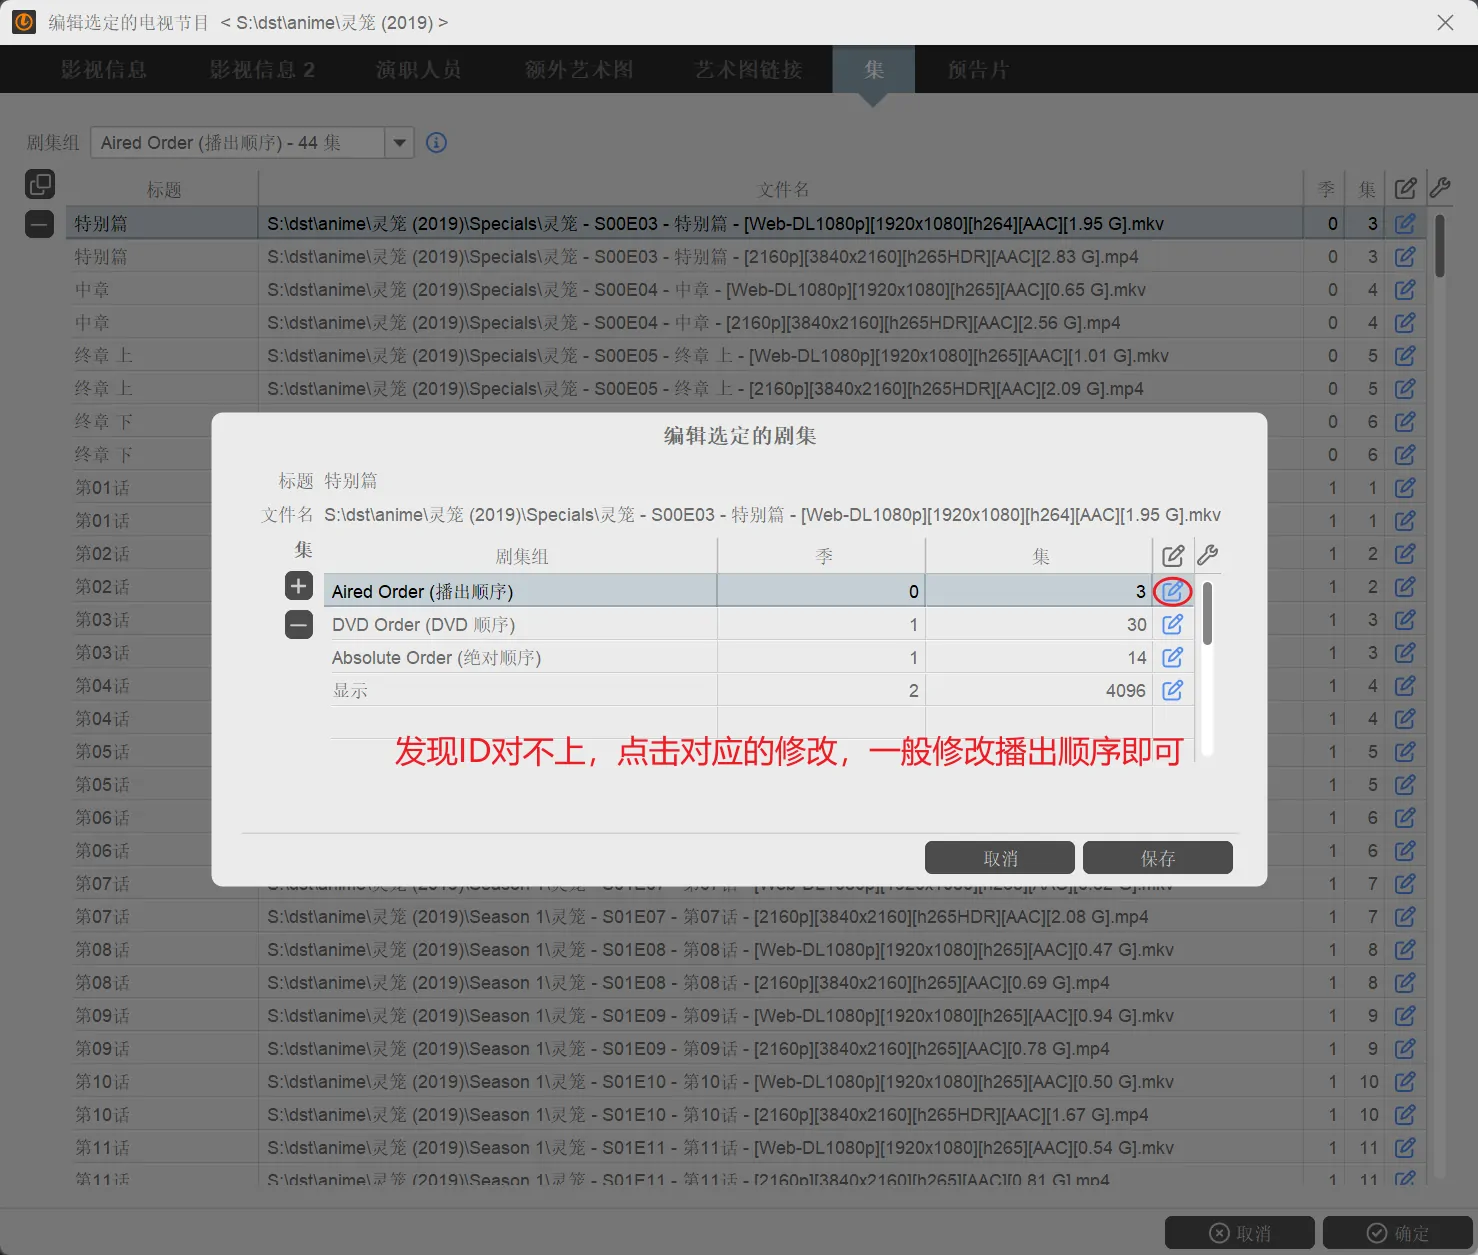 编辑选定的电视节目 < S:\dst\anime\灵笼 (2019) >
影视信息 影视信息 2 演职人员 额外艺术图 艺术图链接 集 预告片
剧集组 Aired Order (播出顺序) - 44 集
标题 文件名 季 集
特别篇 S:\dst\anime\灵笼 (2019)\Specials\灵笼 - S00E03 - 特别篇 - [Web-DL1080p][1920x1080][h264][AAC][1.95 G].mkv 0 3
特别篇 S:\dst\anime\灵笼 (2019)\Specials\灵笼 - S00E03 - 特别篇 - [2160p][3840x2160][h265HDR][AAC][2.83 G].mp4 0 3
中章 S:\dst\anime\灵笼 (2019)\Specials\灵笼 - S00E04 - 中章 - [Web-DL1080p][1920x1080][h265][AAC][0.65 G].mkv 0 4
中章 S:\dst\anime\灵笼 (2019)\Specials\灵笼 - S00E04 - 中章 - [2160p][3840x2160][h265HDR][AAC][2.56 G].mp4 0 4
终章 上 S:\dst\anime\灵笼 (2019)\Specials\灵笼 - S00E05 - 终章 上 - [Web-DL1080p][1920x1080][h265][AAC][1.01 G].mkv 0 5
终章 上 S:\dst\anime\灵笼 (2019)\Specials\灵笼 - S00E05 - 终章 上 - [2160p][3840x2160][h265HDR][AAC][2.09 G].mp4 0 5
终章 下 0 6
终章 下 0 6
第01话 1 1
第01话 1 1
第02话 1 2
第02话 1 2
第03话 1 3
第03话 1 3
第04话 1 4
第04话 1 4
第05话 1 5
第05话 1 5
第06话 1 6
第06话 1 6
编辑选定的剧集
标题 特别篇
文件名 S:\dst\anime\灵笼 (2019)\Specials\灵笼 - S00E03 - 特别篇 - [Web-DL1080p][1920x1080][h264][AAC][1.95 G].mkv
集 剧集组 季 集
Aired Order (播出顺序) 0 3
DVD Order (DVD 顺序) 1 30
Absolute Order (绝对顺序) 1 14
显示 2 4096
发现ID对不上，点击对应的修改，一般修改播出顺序即可
取消 保存
第07话 1 7
第07话 S:\dst\anime\灵笼 (2019)\Season 1\灵笼 - S01E07 - 第07话 - [2160p][3840x2160][h265HDR][AAC][2.08 G].mp4 1 7
第08话 S:\dst\anime\灵笼 (2019)\Season 1\灵笼 - S01E08 - 第08话 - [Web-DL1080p][1920x1080][h265][AAC][0.47 G].mkv 1 8
第08话 S:\dst\anime\灵笼 (2019)\Season 1\灵笼 - S01E08 - 第08话 - [2160p][3840x2160][h265][AAC][0.69 G].mp4 1 8
第09话 S:\dst\anime\灵笼 (2019)\Season 1\灵笼 - S01E09 - 第09话 - [Web-DL1080p][1920x1080][h265][AAC][0.94 G].mkv 1 9
第09话 S:\dst\anime\灵笼 (2019)\Season 1\灵笼 - S01E09 - 第09话 - [2160p][3840x2160][h265][AAC][0.78 G].mp4 1 9
第10话 S:\dst\anime\灵笼 (2019)\Season 1\灵笼 - S01E10 - 第10话 - [Web-DL1080p][1920x1080][h265][AAC][0.50 G].mkv 1 10
第10话 S:\dst\anime\灵笼 (2019)\Season 1\灵笼 - S01E10 - 第10话 - [2160p][3840x2160][h265HDR][AAC][1.67 G].mp4 1 10
第11话 S:\dst\anime\灵笼 (2019)\Season 1\灵笼 - S01E11 - 第11话 - [Web-DL1080p][1920x1080][h265][AAC][0.54 G].mkv 1 11
第11话 S:\dst\anime\灵笼 (2019)\Season 1\灵笼 - S01E11 - 第11话 - [2160p][3840x2160][h265][AAC][0.81 G].mp4 1 11
取消 确定